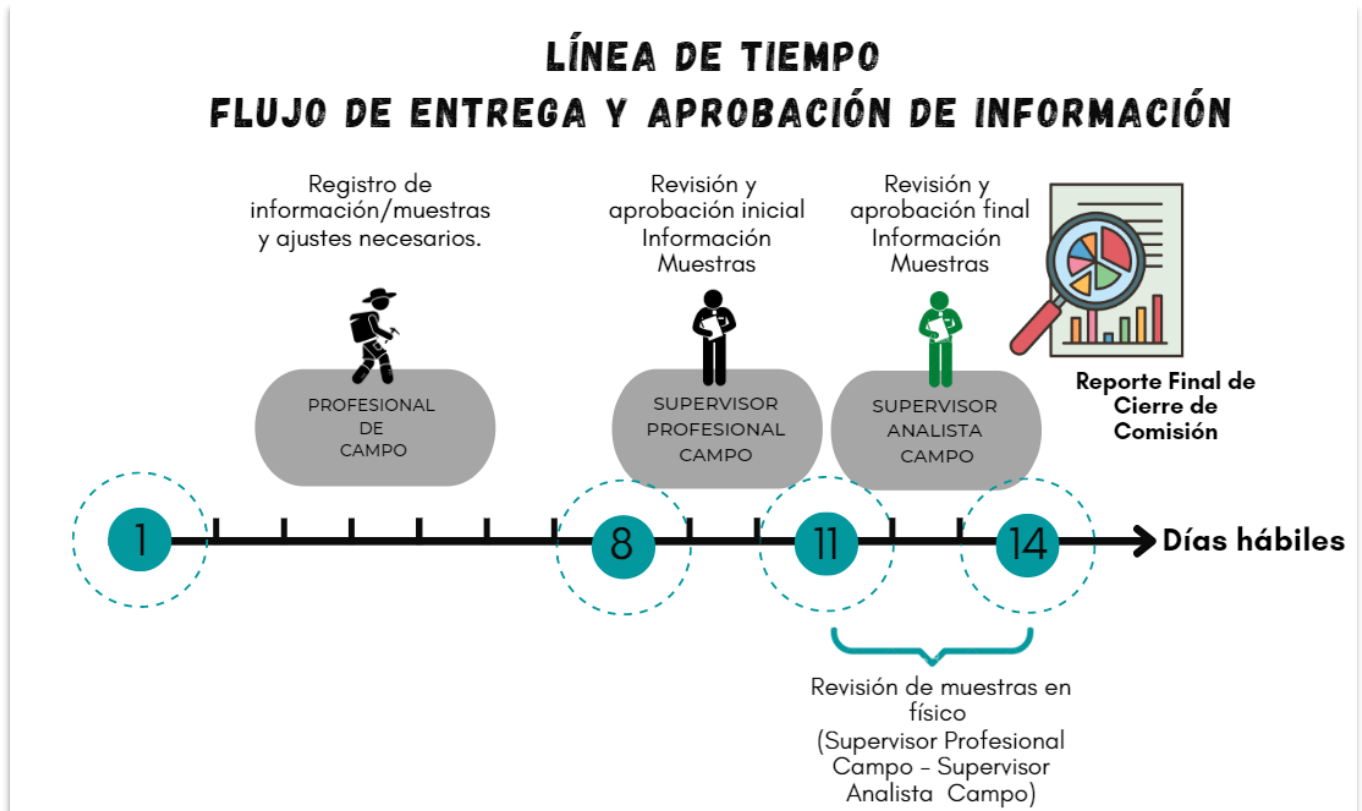 LÍNEA DE TIEMPO
FLUJO DE ENTREGA Y APROBACIÓN DE INFORMACIÓN
Registro de
información/muestras
y ajustes necesarios.
Revisión y
aprobación inicial
Información
Muestras
Revisión y
aprobación final
Información
Muestras
PROFESIONAL
DE
CAMPO
SUPERVISOR
PROFESIONAL
CAMPO
SUPERVISOR
ANALISTA
CAMPO
Reporte Final de
Cierre de
Comisión
1
8
11
14
Días hábiles
Revisión de muestras en
físico
(Supervisor Profesional
Campo - Supervisor
Analista Campo)